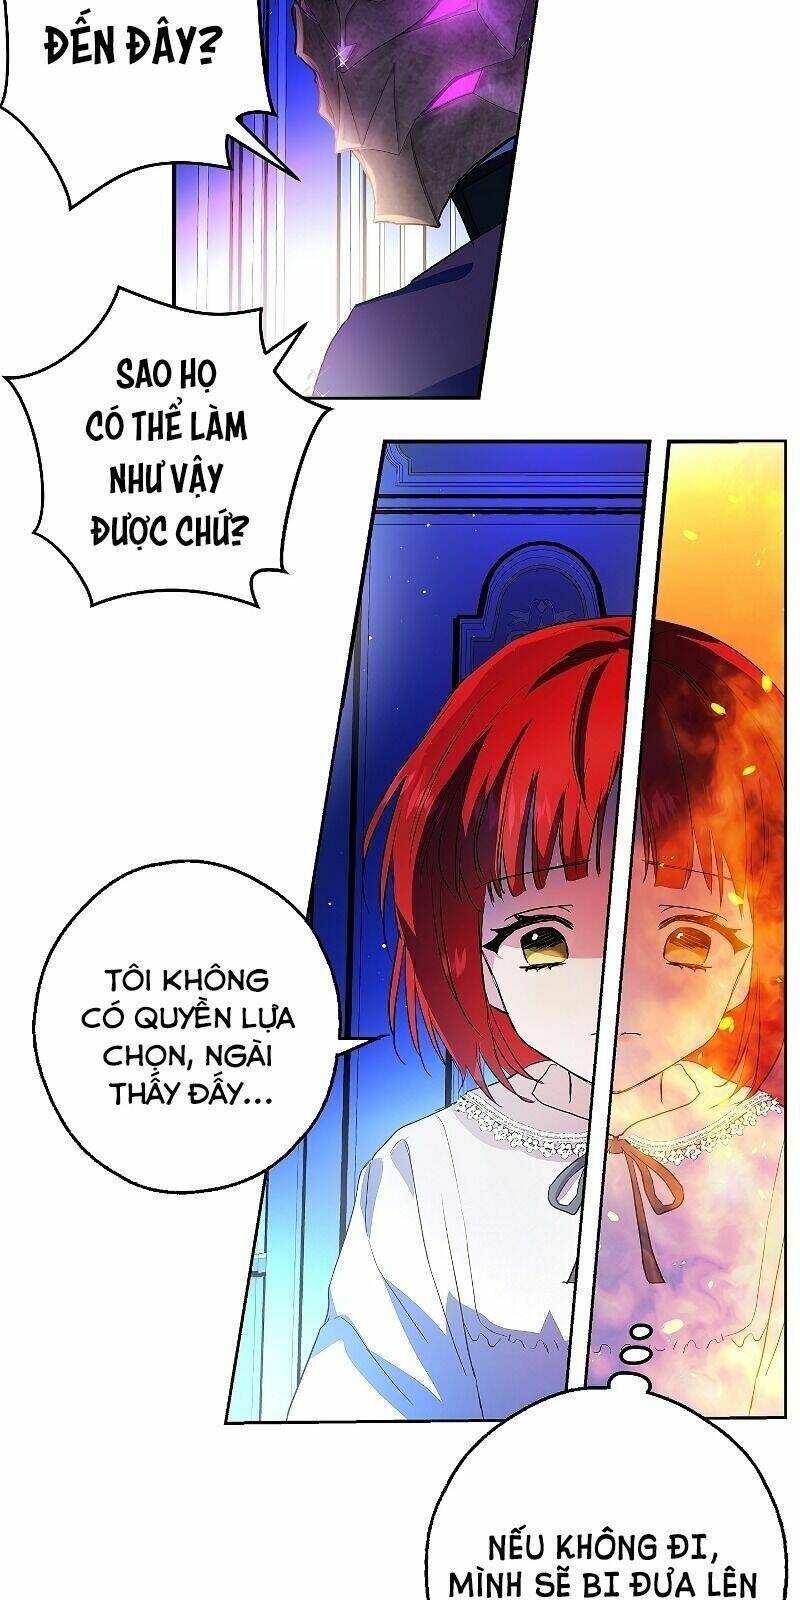 ĐẾN ĐÂY?
SAO HỌ
CÓ THỂ LÀM
NHƯ VẬY
ĐƯỢC CHỨ?
TÔI KHÔNG
CÓ QUYỀN LỰA
CHỌN, NGÀI
THẤY ĐẤY...
NẾU KHÔNG ĐI,
MÌNH SẼ BỊ ĐƯA LÊN